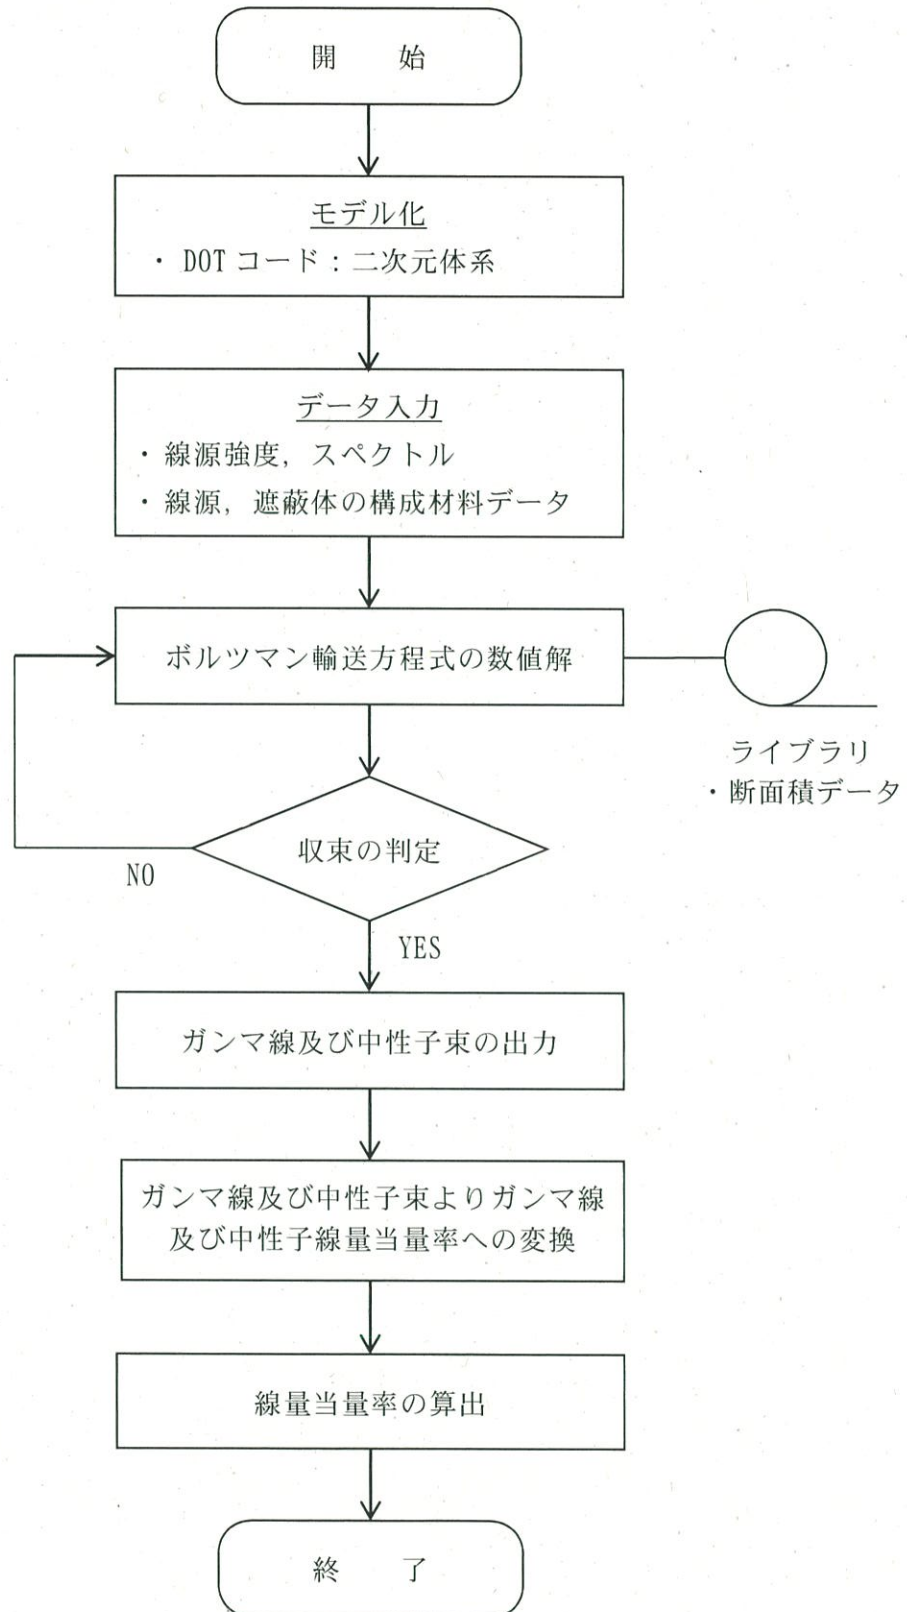 開　始
モデル化
・ DOT コード：二次元体系
データ入力
・線源強度，スペクトル
・線源，遮蔽体の構成材料データ
ボルツマン輸送方程式の数値解
ライブラリ
・断面積データ
収束の判定
NO
YES
ガンマ線及び中性子束の出力
ガンマ線及び中性子束よりガンマ線
及び中性子線量当量率への変換
線量当量率の算出
終　了